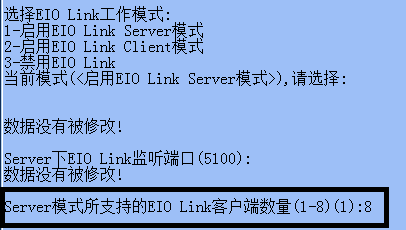 选择EIO Link工作模式:
1-启用EIO Link Server模式
2-启用EIO Link Client模式
3-禁用EIO Link
当前模式(<启用EIO Link Server模式>),请选择:
数据没有被修改!
Server下EIO Link监听端口(5100):
数据没有被修改!
Server模式所支持的EIO Link客户端数量(1-8)(1):8